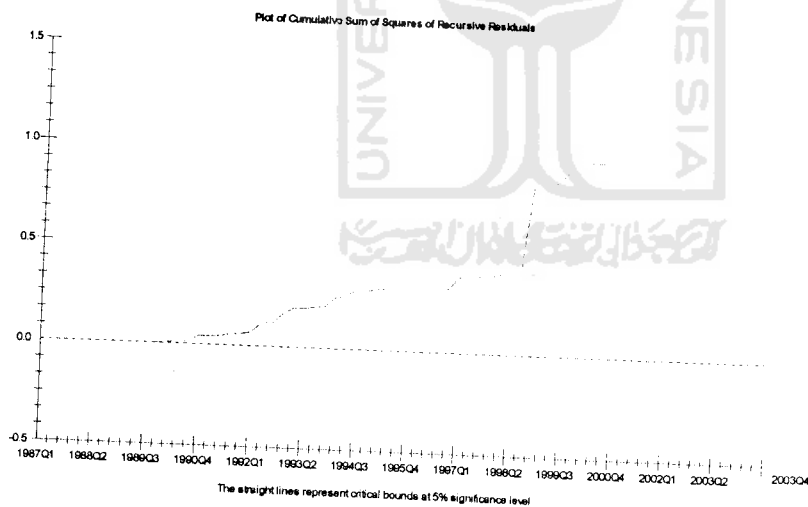 Plot of Cumulative Sum of Squares of Recursive Residuals
1.5
1.0
0.5
0.0
-0.5
1987Q1 1988Q2 1989Q3 1990Q4 1992Q1 1993Q2 1994Q3 1995Q4 1997Q1 1998Q2 1999Q3 2000Q4 2002Q1 2003Q2 2003Q4
The straight lines represent critical bounds at 5% significance level
UNIVER
NESIA